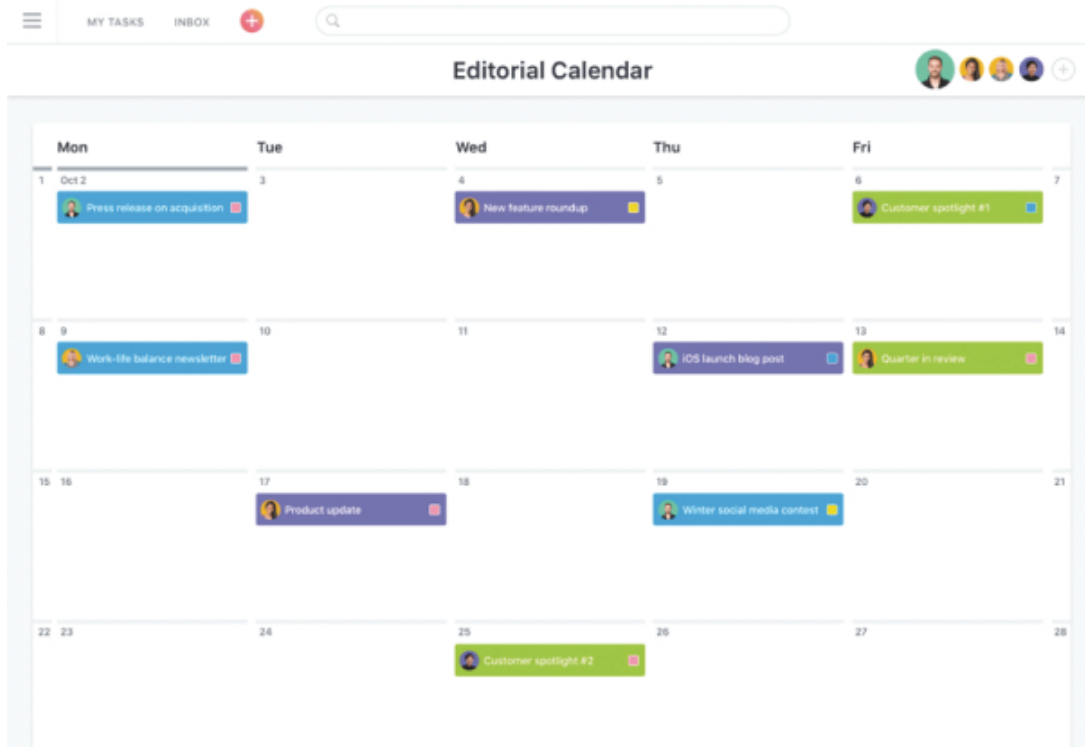 MY TASKS INBOX
Editorial Calendar
Mon Tue Wed Thu Fri
1 Oct 2 3 4 5 6 7
Press release on acquisition New feature roundup Customer spotlight #1
8 9 10 11 12 13 14
Work-life balance newsletter iOS launch blog post Quarter in review
15 16 17 18 19 20 21
Product update Winter social media contest
22 23 24 25 26 27 28
Customer spotlight #2